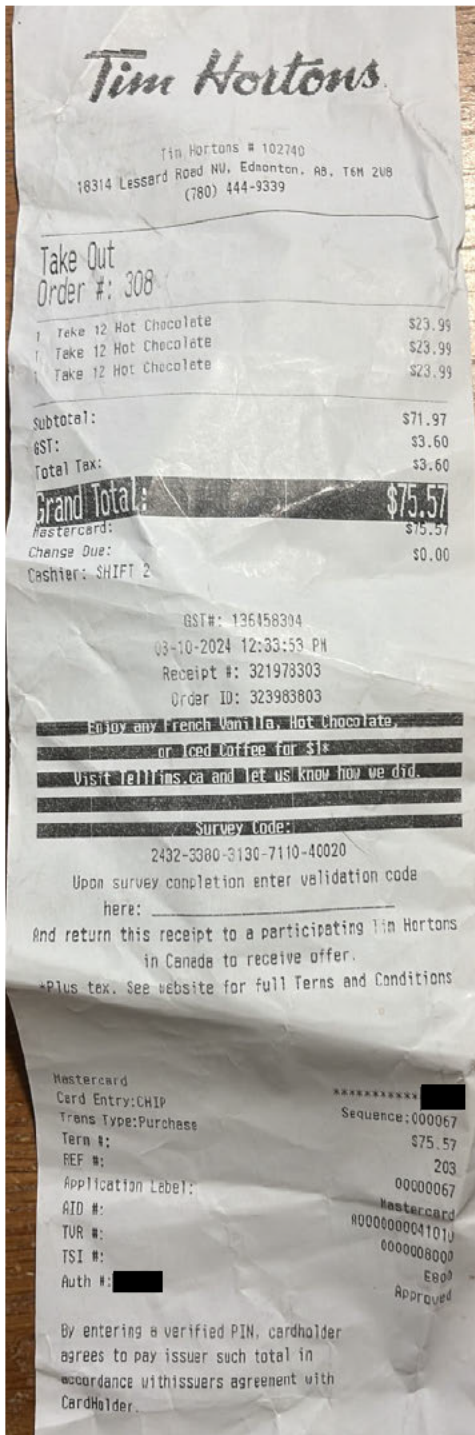 Tim Hortons
Tim Hortons # 102740
18314 Lessard Road NW, Edmonton, AB, T6M 2W8
(780) 444-9339
Take Out
Order #: 308
1 Take 12 Hot Chocolate $23.99
1 Take 12 Hot Chocolate $23.99
1 Take 12 Hot Chocolate $23.99
Subtotal: $71.97
GST: $3.60
Total Tax: $3.60
Grand Total: $75.57
Mastercard: $75.57
Change Due: $0.00
Cashier: SHIFT 2
GST#: 136458304
03-10-2024 12:33:53 PM
Receipt #: 321978303
Order ID: 323983803
Enjoy any French Vanilla, Hot Chocolate,
or Iced Coffee for $1*
Visit TellTims.ca and let us know how we did.
Survey Code:
2432-3380-3130-7110-40020
Upon survey completion enter validation code
here:
And return this receipt to a participating Tim Hortons
in Canada to receive offer.
*Plus tax. See website for full Terms and Conditions
Mastercard ***********
Card Entry:CHIP Sequence:000067
Trans Type:Purchase $75.57
Term #: 203
REF #: 00000067
Application Label: Mastercard
AID #: A0000000041010
TVR #: 0000008000
TSI #: E800
Auth #: Approved
By entering a verified PIN, cardholder
agrees to pay issuer such total in
accordance withissuers agreement with
CardHolder.